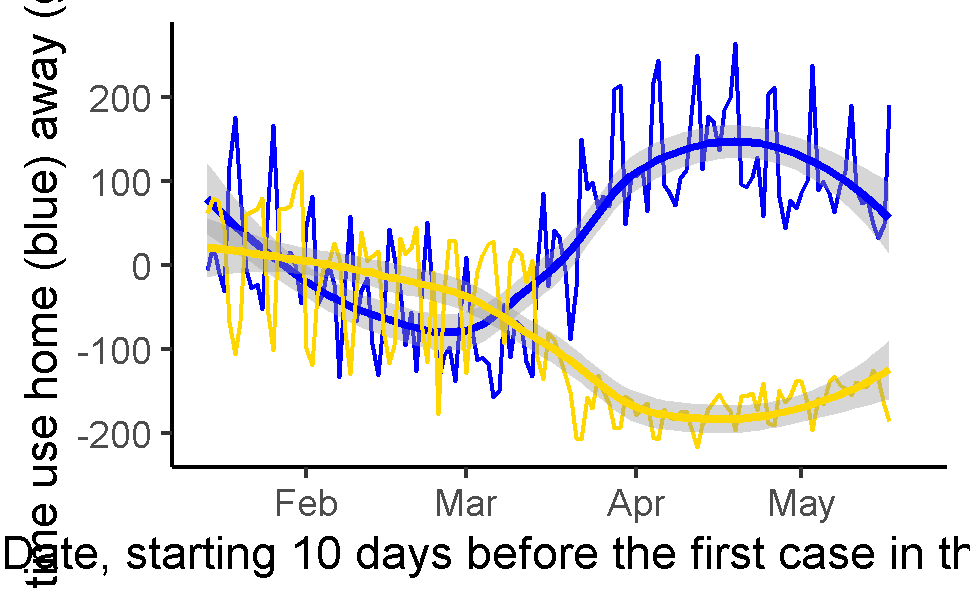 time use home (blue) away (
200
100
0
-100
-200
Feb Mar Apr May
Date, starting 10 days before the first case in th